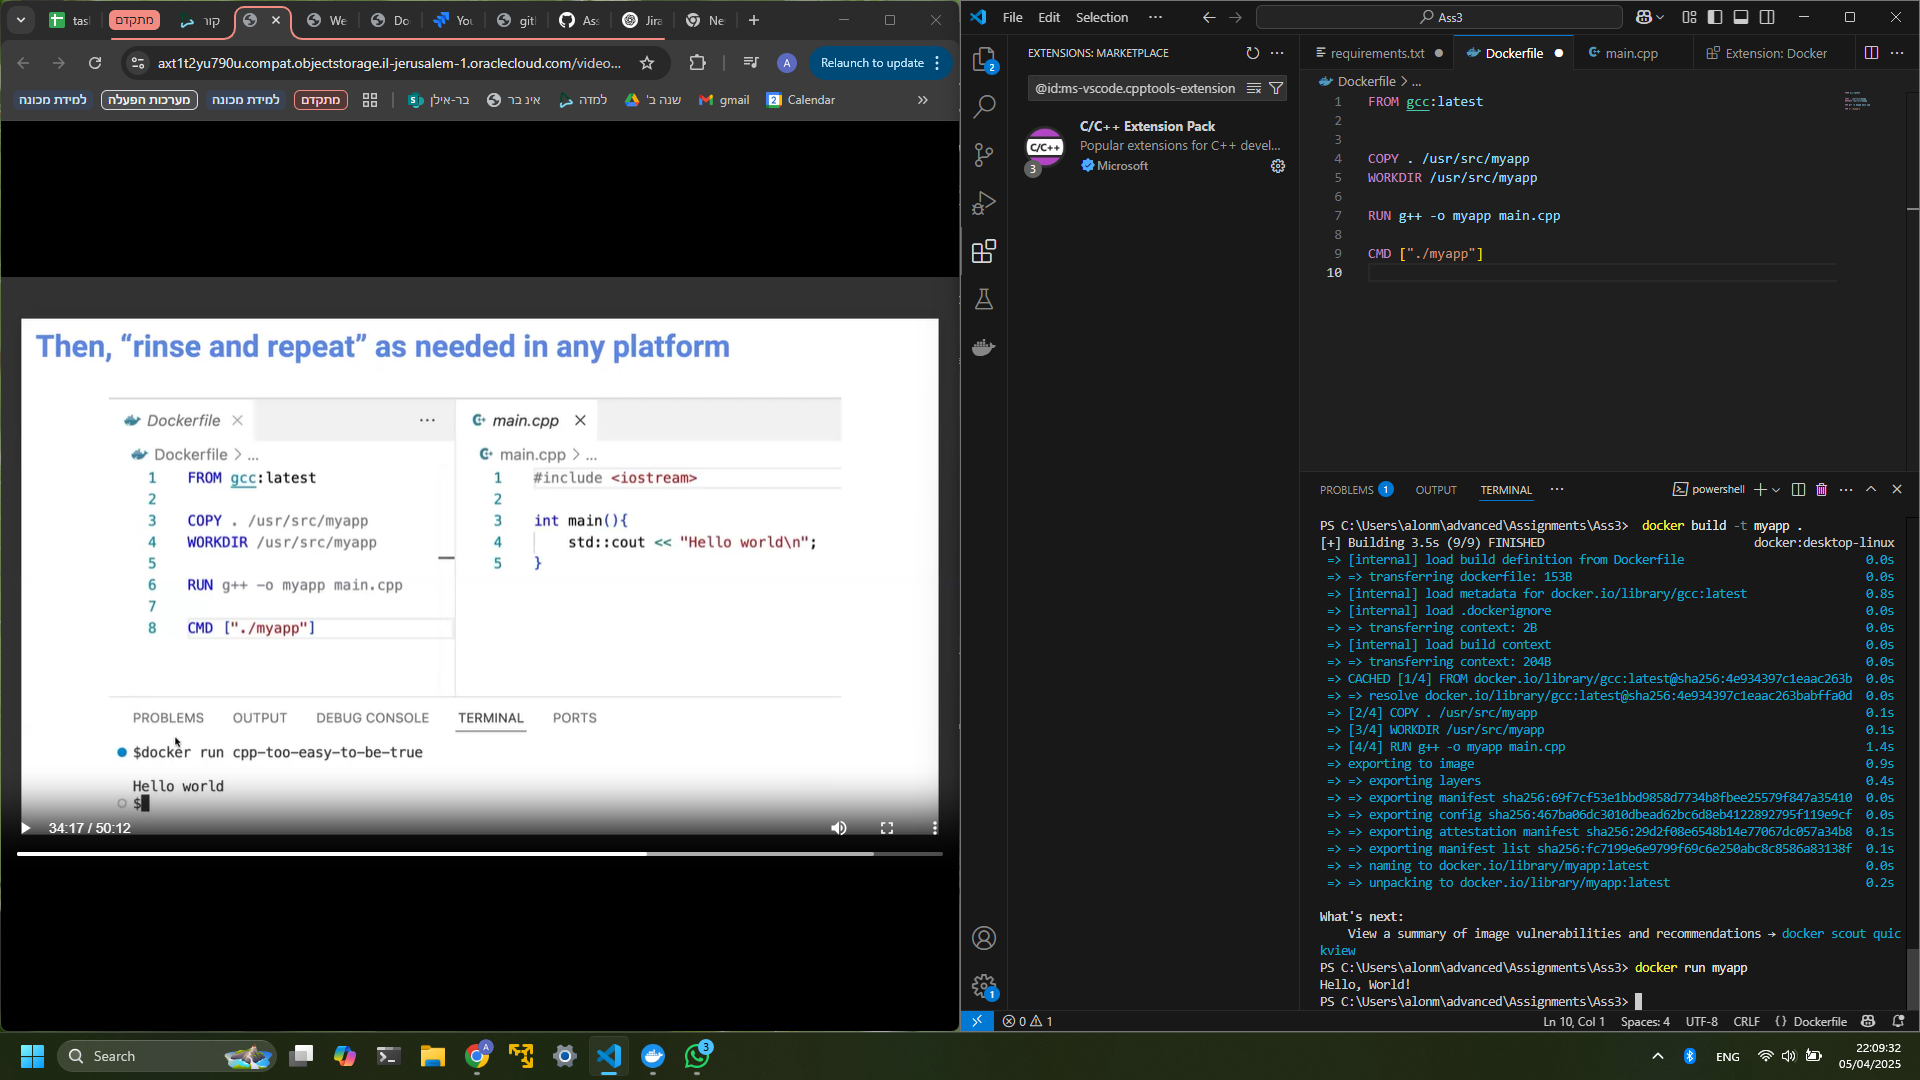 task
מתקדם
קור
We
Do
You
git
Ass
Jira
Ne
axt1t2yu790u.compat.objectstorage.il-jerusalem-1.oraclecloud.com/video...
A
Relaunch to update
למידת מכונה
מערכות הפעלה
למידת מכונה
מתקדם
בר-אילן
אינ בר
למדה
שנה ב'
gmail
Calendar
Then, “rinse and repeat” as needed in any platform
Dockerfile
main.cpp
Dockerfile > ...
main.cpp > ...
1 FROM gcc:latest
2
3 COPY . /usr/src/myapp
4 WORKDIR /usr/src/myapp
5
6 RUN g++ -o myapp main.cpp
7
8 CMD ["./myapp"]
1 #include <iostream>
2
3 int main(){
4 std::cout << "Hello world\n";
5 }
PROBLEMS OUTPUT DEBUG CONSOLE TERMINAL PORTS
$docker run cpp-too-easy-to-be-true
Hello world
$
34:17 / 50:12
File Edit Selection ...
Ass3
EXTENSIONS: MARKETPLACE
@id:ms-vscode.cpptools-extension
C/C++
3
C/C++ Extension Pack
Popular extensions for C++ devel...
Microsoft
2
1
requirements.txt
Dockerfile
main.cpp
Extension: Docker
Dockerfile > ...
1 FROM gcc:latest
2
3
4 COPY . /usr/src/myapp
5 WORKDIR /usr/src/myapp
6
7 RUN g++ -o myapp main.cpp
8
9 CMD ["./myapp"]
10
PROBLEMS 1 OUTPUT TERMINAL ... powershell
PS C:\Users\alonm\advanced\Assignments\Ass3> docker build -t myapp .
[+] Building 3.5s (9/9) FINISHED docker:desktop-linux
=> [internal] load build definition from Dockerfile 0.0s
=> => transferring dockerfile: 153B 0.0s
=> [internal] load metadata for docker.io/library/gcc:latest 0.8s
=> [internal] load .dockerignore 0.0s
=> => transferring context: 2B 0.0s
=> [internal] load build context 0.0s
=> => transferring context: 204B 0.0s
=> CACHED [1/4] FROM docker.io/library/gcc:latest@sha256:4e934397c1eaac263b 0.0s
=> => resolve docker.io/library/gcc:latest@sha256:4e934397c1eaac263babffa0d 0.0s
=> [2/4] COPY . /usr/src/myapp 0.1s
=> [3/4] WORKDIR /usr/src/myapp 0.1s
=> [4/4] RUN g++ -o myapp main.cpp 1.4s
=> exporting to image 0.9s
=> => exporting layers 0.4s
=> => exporting manifest sha256:69f7cf53e1bbd9858d7734b8fbee25579f847a35410 0.0s
=> => exporting config sha256:467ba06dc3010dbead62bc6d8eb4122892795f119e9cf 0.0s
=> => exporting attestation manifest sha256:29d2f08e6548b14e77067dc057a34b8 0.1s
=> => exporting manifest list sha256:fc7199e6e9799f69c6e250abc8c8586a83138f 0.1s
=> => naming to docker.io/library/myapp:latest 0.0s
=> => unpacking to docker.io/library/myapp:latest 0.2s
What's next:
View a summary of image vulnerabilities and recommendations → docker scout quic
kview
PS C:\Users\alonm\advanced\Assignments\Ass3> docker run myapp
Hello, World!
PS C:\Users\alonm\advanced\Assignments\Ass3>
0 1
Ln 10, Col 1 Spaces: 4 UTF-8 CRLF {} Dockerfile
Search
A
3
ENG
22:09:32
05/04/2025